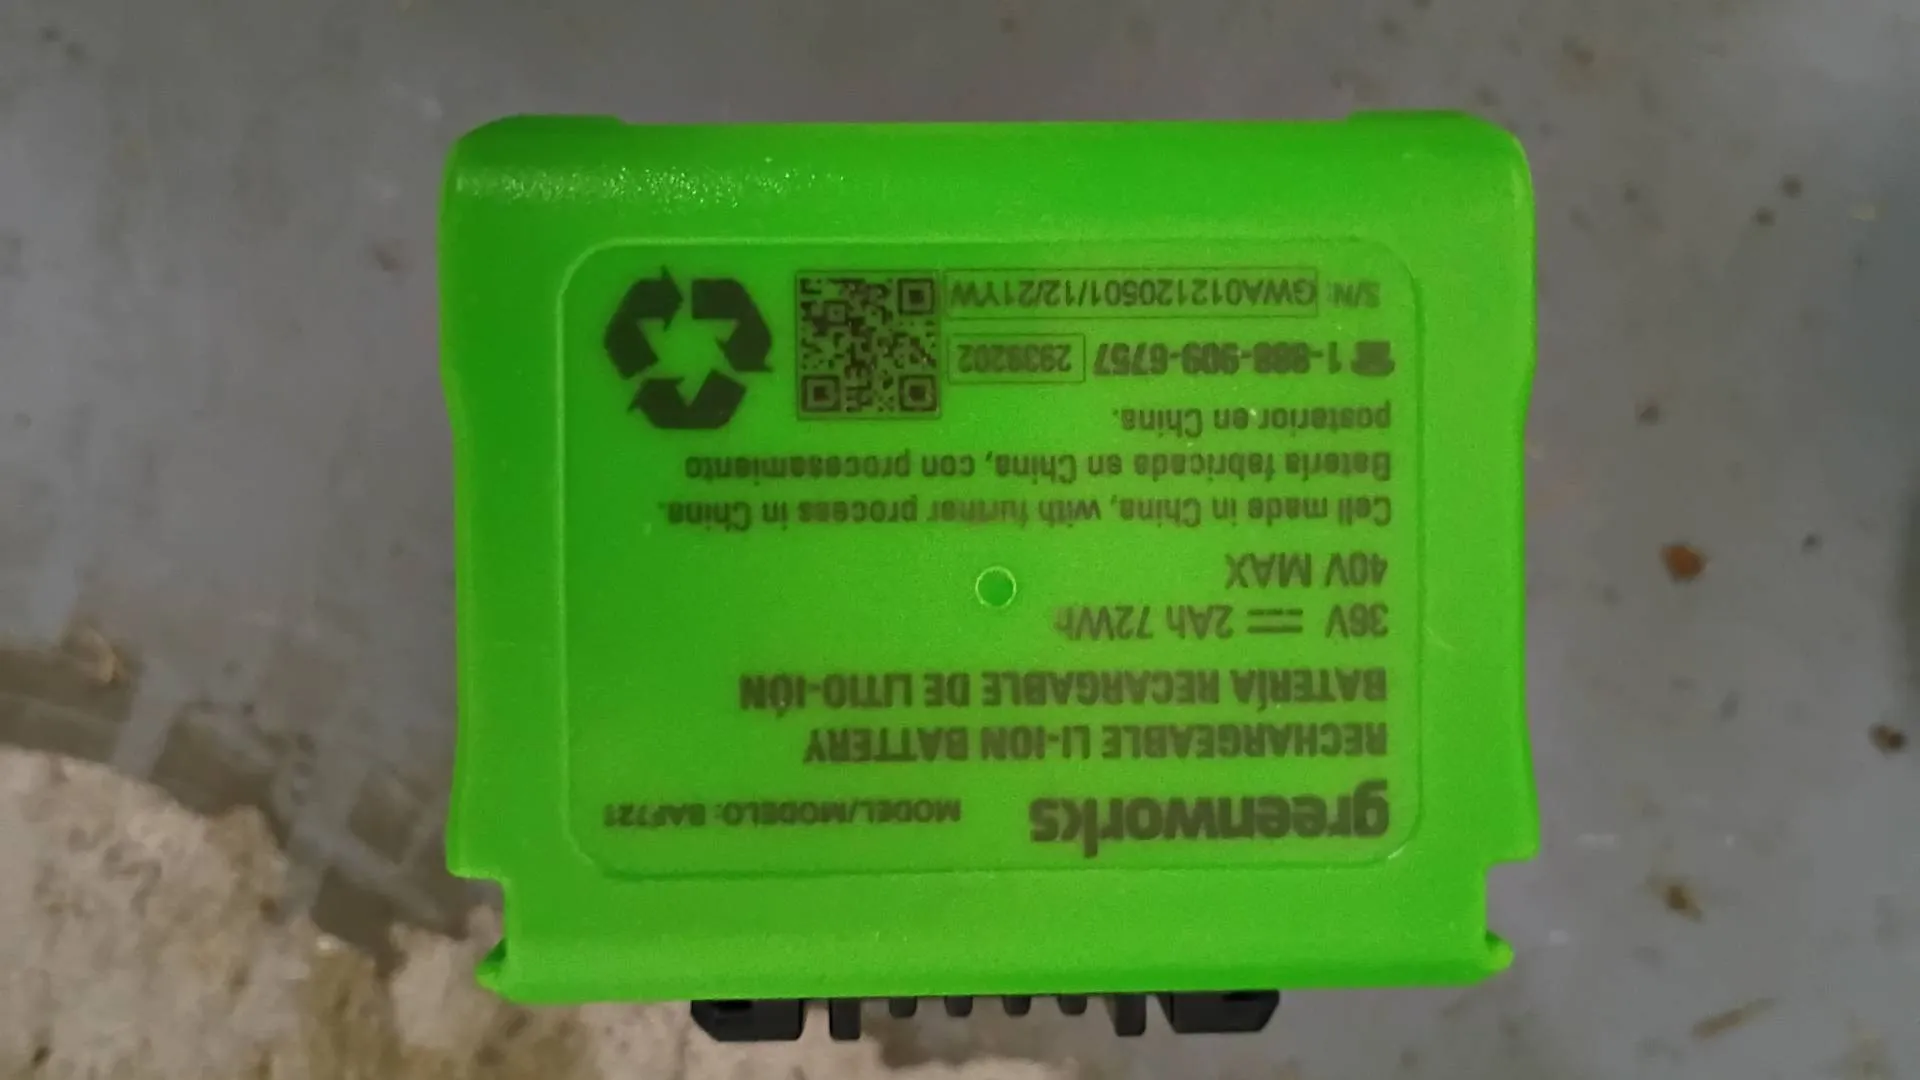 greenworks MODEL/MODELO: BAF721
RECHARGEABLE LI-ION BATTERY
BATERÍA RECARGABLE DE LITIO-IÓN
36V 2Ah 72Wh
40V MAX
Cell made in China, with furthar process in China.
Batería fabricada en China, con procesamiento
posterior en China.
☎ 1-888-909-6757 2939202
S/N: GWA012120501/12/21YW